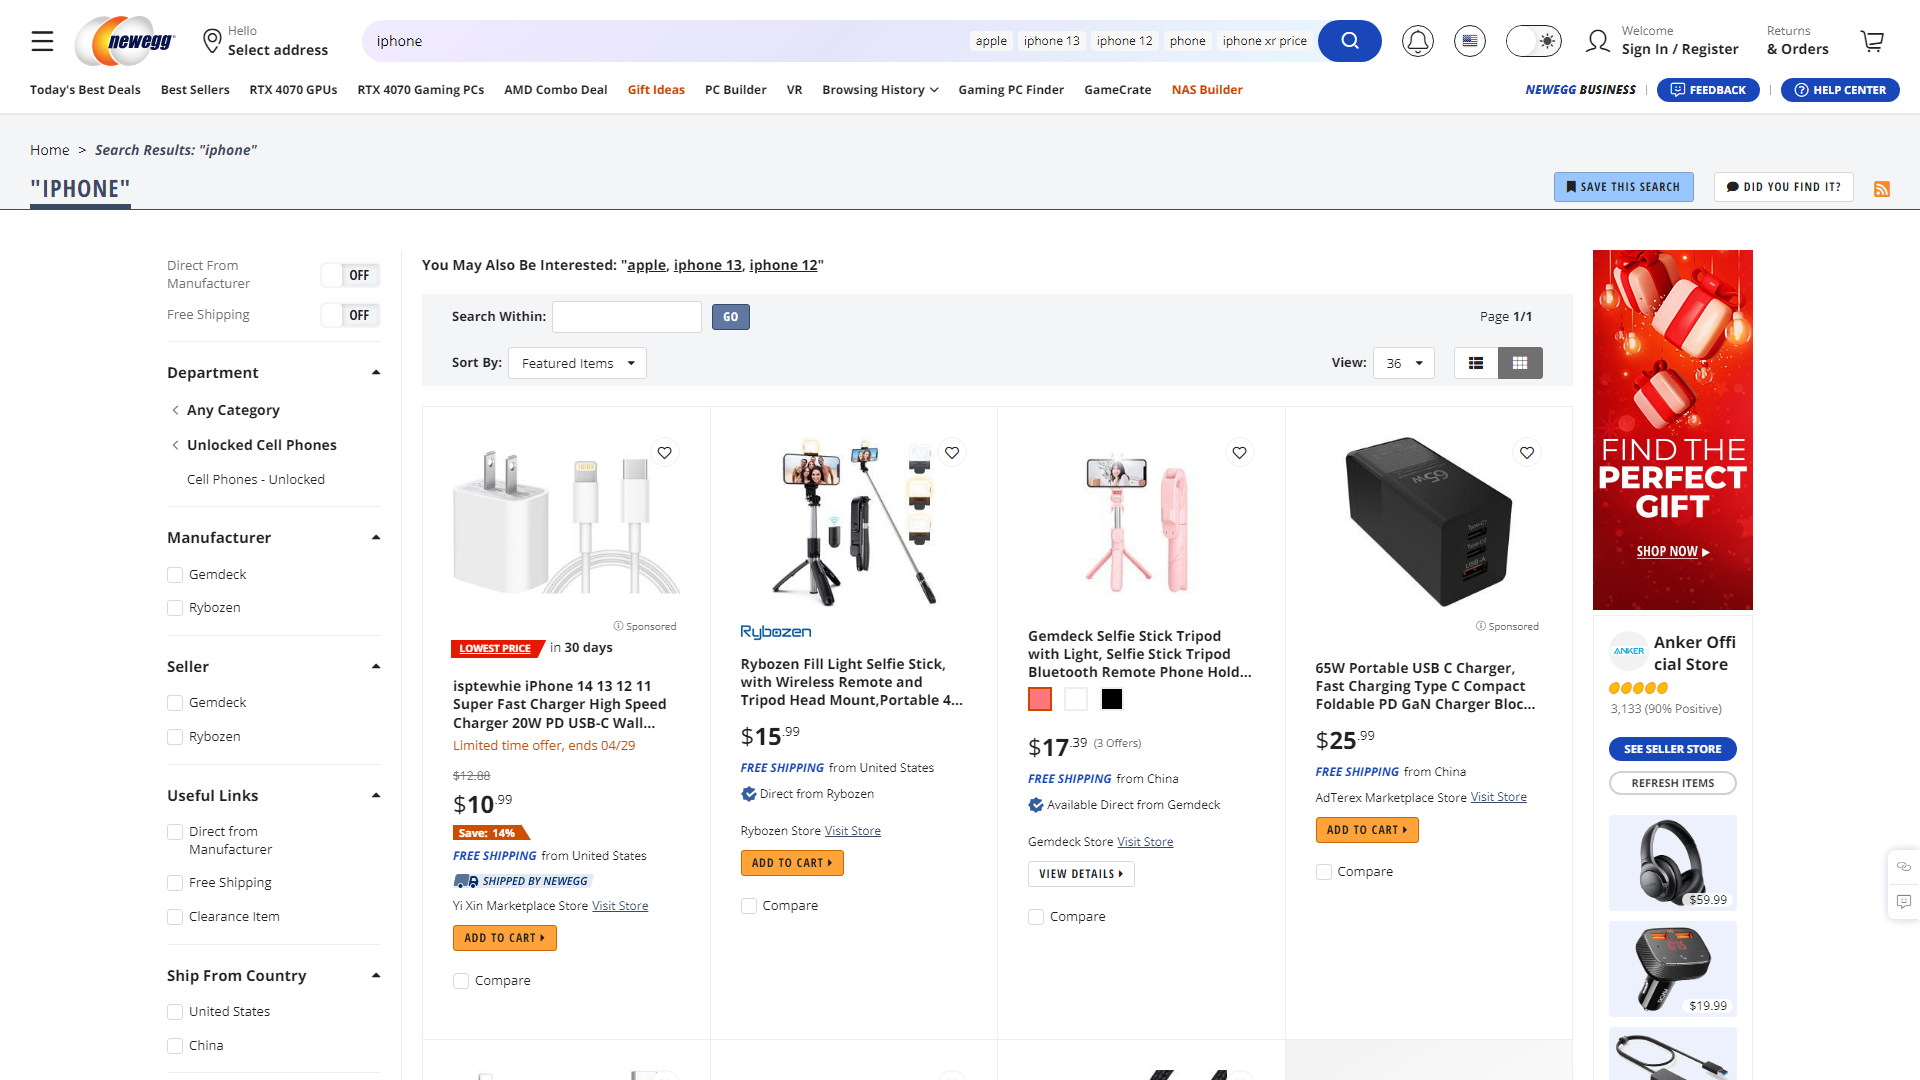 newegg
Hello
Select address
iphone
apple
iphone 13
iphone 12
phone
iphone xr price
Welcome
Sign In / Register
Returns
& Orders
Today's Best Deals
Best Sellers
RTX 4070 GPUs
RTX 4070 Gaming PCs
AMD Combo Deal
Gift Ideas
PC Builder
VR
Browsing History
Gaming PC Finder
GameCrate
NAS Builder
NEWEGG BUSINESS
FEEDBACK
HELP CENTER
Home > Search Results: "iphone"
"IPHONE"
SAVE THIS SEARCH
DID YOU FIND IT?
Direct From
Manufacturer
OFF
Free Shipping
OFF
Department
Any Category
Unlocked Cell Phones
Cell Phones - Unlocked
Manufacturer
Gemdeck
Rybozen
Seller
Gemdeck
Rybozen
Useful Links
Direct from
Manufacturer
Free Shipping
Clearance Item
Ship From Country
United States
China
You May Also Be Interested: "apple, iphone 13, iphone 12"
Search Within:
GO
Page 1/1
Sort By:
Featured Items
View:
36
Sponsored
LOWEST PRICE in 30 days
isptewhie iPhone 14 13 12 11
Super Fast Charger High Speed
Charger 20W PD USB-C Wall...
Limited time offer, ends 04/29
$12.88
$10.99
Save: 14%
FREE SHIPPING from United States
SHIPPED BY NEWEGG
Yi Xin Marketplace Store Visit Store
ADD TO CART
Compare
Rybozen
Rybozen Fill Light Selfie Stick,
with Wireless Remote and
Tripod Head Mount,Portable 4...
$15.99
FREE SHIPPING from United States
Direct from Rybozen
Rybozen Store Visit Store
ADD TO CART
Compare
Gemdeck Selfie Stick Tripod
with Light, Selfie Stick Tripod
Bluetooth Remote Phone Hold...
$17.39 (3 Offers)
FREE SHIPPING from China
Available Direct from Gemdeck
Gemdeck Store Visit Store
VIEW DETAILS
Compare
65W
Type-C1
Type-C2
USB-A
Sponsored
65W Portable USB C Charger,
Fast Charging Type C Compact
Foldable PD GaN Charger Bloc...
$25.99
FREE SHIPPING from China
AdTerex Marketplace Store Visit Store
ADD TO CART
Compare
FIND THE
PERFECT
GIFT
SHOP NOW
ANKER
Anker Offi
cial Store
3,133 (90% Positive)
SEE SELLER STORE
REFRESH ITEMS
$59.99
$19.99